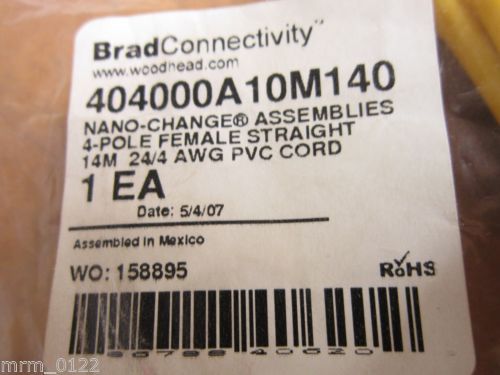 BradConnectivity™
www.woodhead.com
404000A10M140
NANO-CHANGE® ASSEMBLIES
4-POLE FEMALE STRAIGHT
14M 24/4 AWG PVC CORD
1 EA
Date: 5/4/07
Assembled in Mexico
WO: 158895
RoHS
mrm_0122